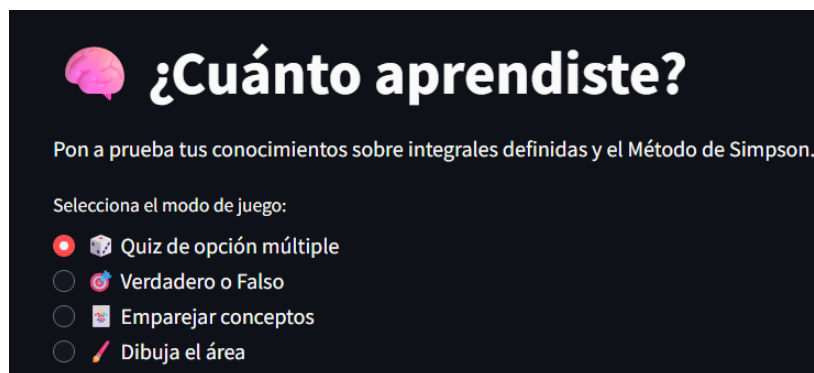 ¿Cuánto aprendiste?
Pon a prueba tus conocimientos sobre integrales definidas y el Método de Simpson.
Selecciona el modo de juego:
Quiz de opción múltiple
Verdadero o Falso
Emparejar conceptos
Dibuja el área